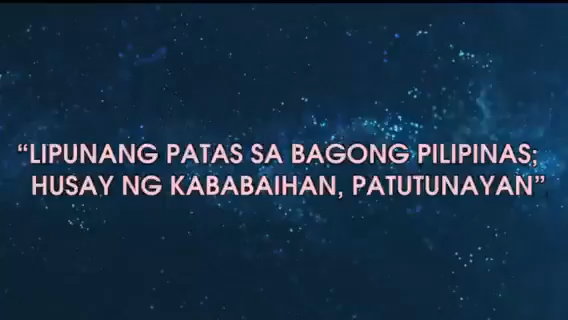 “LIPUNANG PATAS SA BAGONG PILIPINAS;
HUSAY NG KABABAIHAN, PATUTUNAYAN”